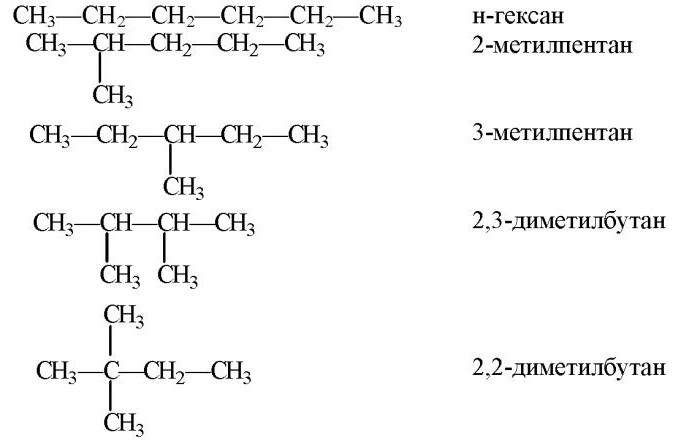 CH₃—CH₂—CH₂—CH₂—CH₂—CH₃ н-гексан
CH₃—CH—CH₂—CH₂—CH₃ 2-метилпентан
CH₃
CH₃—CH₂—CH—CH₂—CH₃ 3-метилпентан
CH₃
CH₃—CH—CH—CH₃ 2,3-диметилбутан
CH₃ CH₃
CH₃
CH₃—C—CH₂—CH₃ 2,2-диметилбутан
CH₃